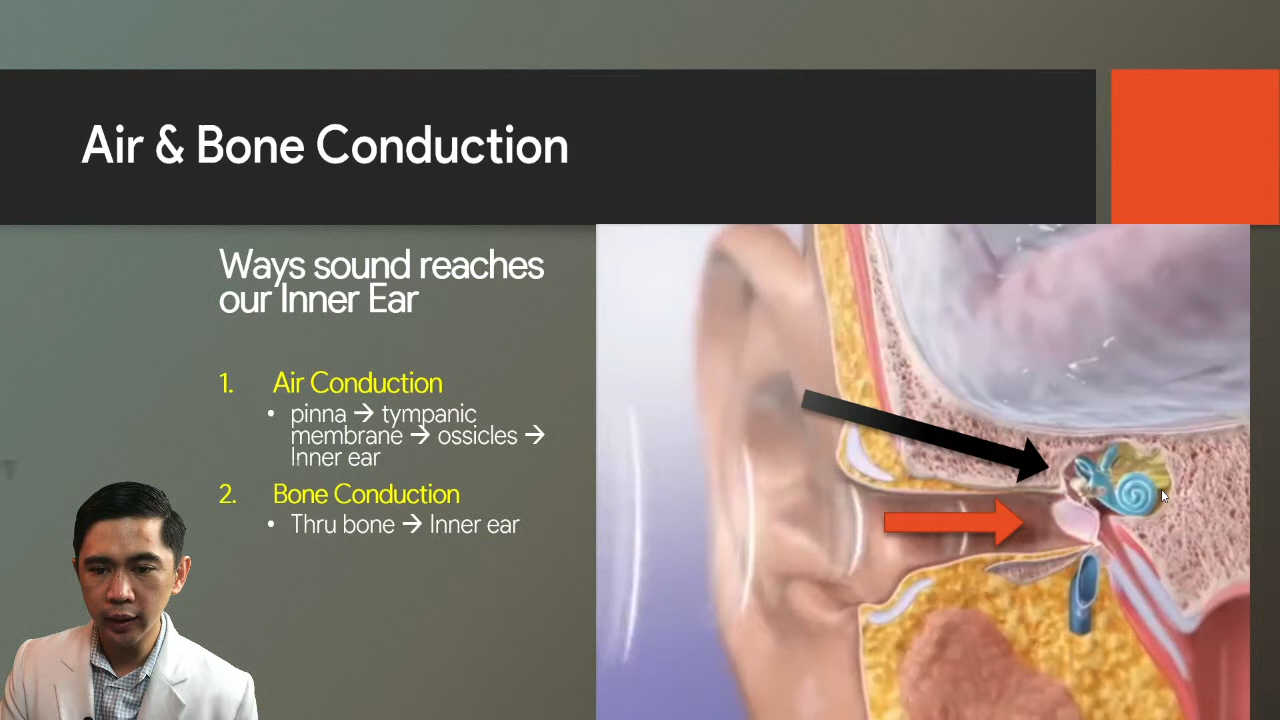 Air & Bone Conduction
Ways sound reaches
our Inner Ear
1. Air Conduction
• pinna → tympanic
membrane → ossicles →
Inner ear
2. Bone Conduction
• Thru bone → Inner ear